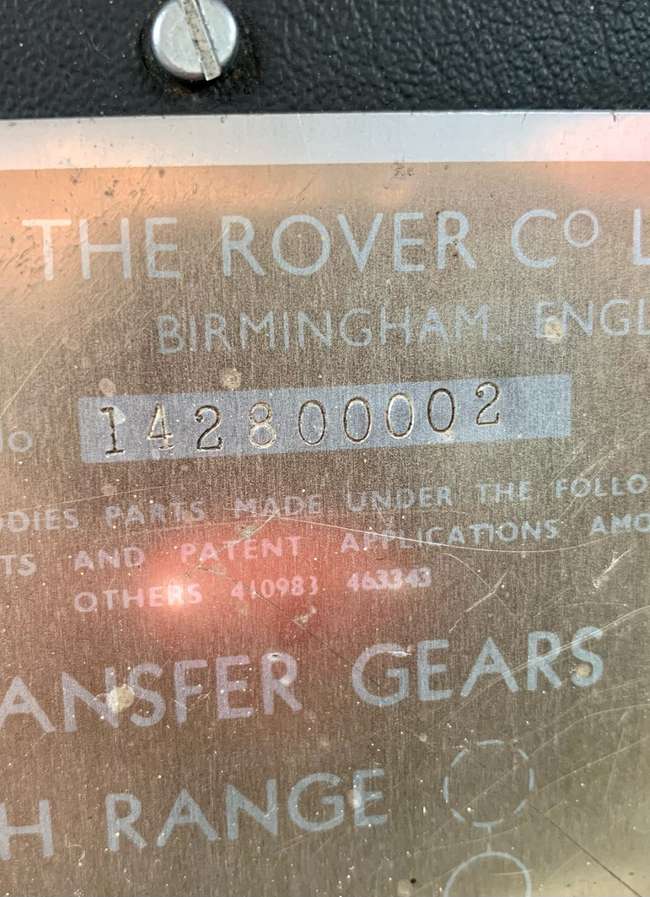 THE ROVER Co L
BIRMINGHAM. ENGL
No 142800002
ODIES PARTS MADE UNDER THE FOLLO
TS AND PATENT APPLICATIONS AMO
OTHERS 410983 463343
ANSFER GEARS
H RANGE